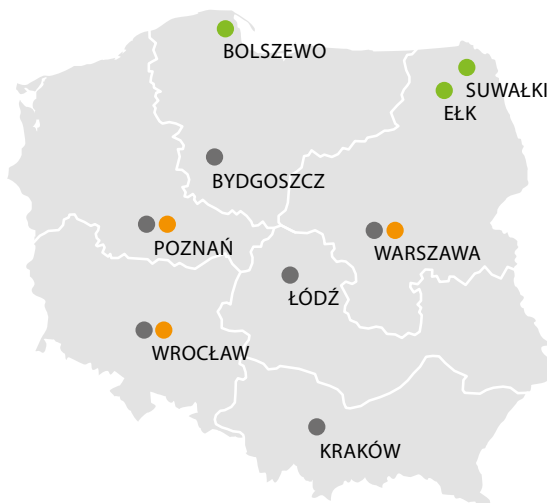 BOLSZEWO
SUWAŁKI
EŁK
BYDGOSZCZ
POZNAŃ
WARSZAWA
ŁÓDŹ
WROCŁAW
KRAKÓW